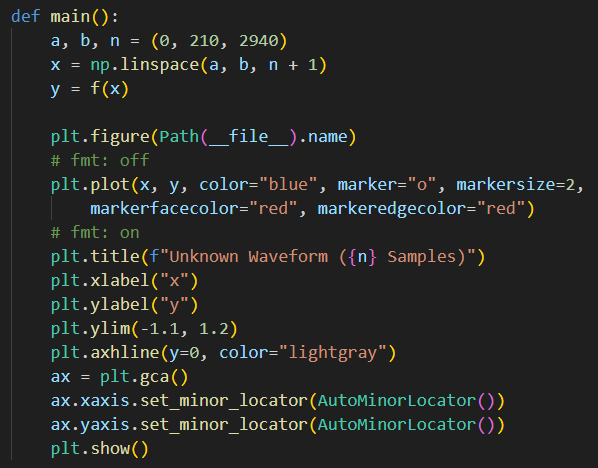 def main():
    a, b, n = (0, 210, 2940)
    x = np.linspace(a, b, n + 1)
    y = f(x)

    plt.figure(Path(__file__).name)
    # fmt: off
    plt.plot(x, y, color="blue", marker="o", markersize=2,
        markerfacecolor="red", markeredgecolor="red")
    # fmt: on
    plt.title(f"Unknown Waveform ({n} Samples)")
    plt.xlabel("x")
    plt.ylabel("y")
    plt.ylim(-1.1, 1.2)
    plt.axhline(y=0, color="lightgray")
    ax = plt.gca()
    ax.xaxis.set_minor_locator(AutoMinorLocator())
    ax.yaxis.set_minor_locator(AutoMinorLocator())
    plt.show()